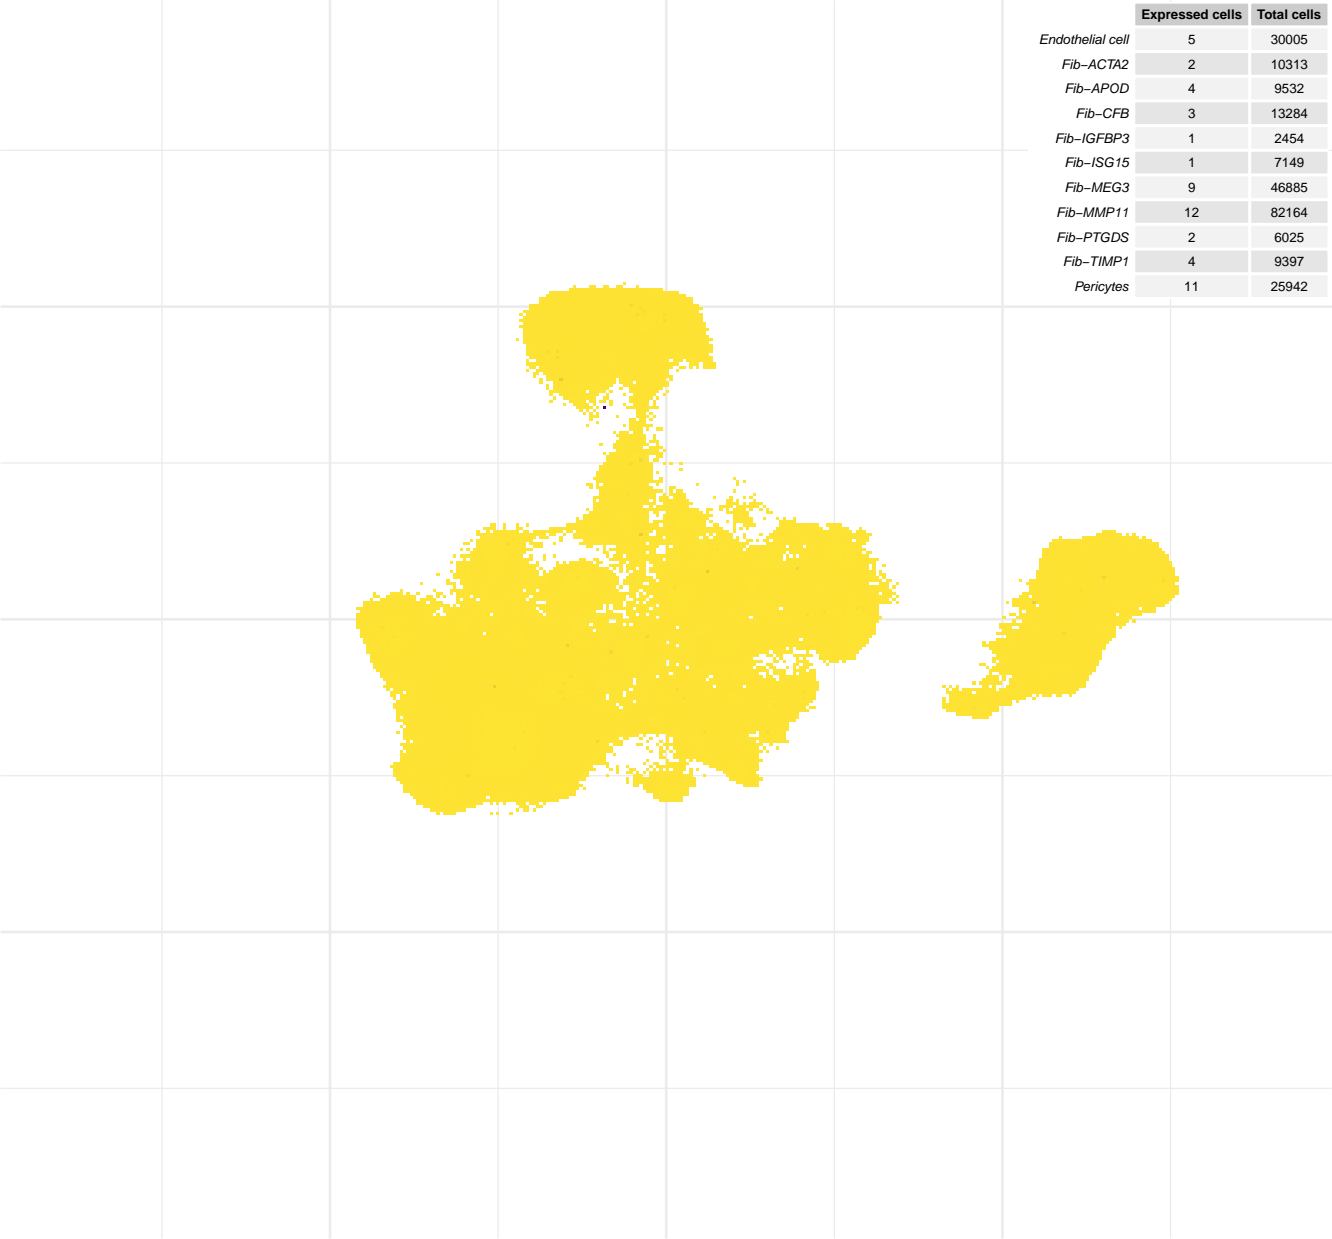 Expressed cells Total cells
Endothelial cell 5 30005
Fib−ACTA2 2 10313
Fib−APOD 4 9532
Fib−CFB 3 13284
Fib−IGFBP3 1 2454
Fib−ISG15 1 7149
Fib−MEG3 9 46885
Fib−MMP11 12 82164
Fib−PTGDS 2 6025
Fib−TIMP1 4 9397
Pericytes 11 25942